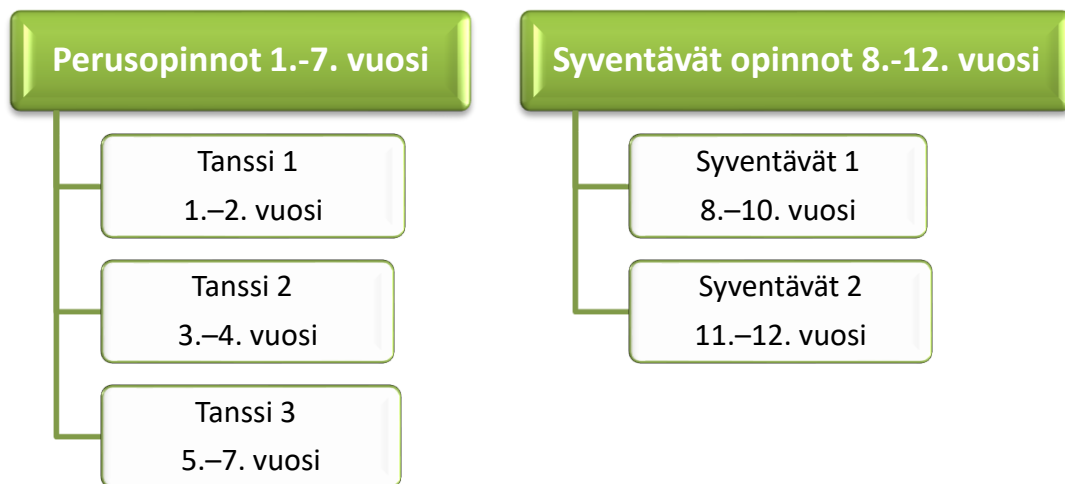 Perusopinnot 1.-7. vuosi
Tanssi 1
1.–2. vuosi
Tanssi 2
3.–4. vuosi
Tanssi 3
5.–7. vuosi
Syventävät opinnot 8.-12. vuosi
Syventävät 1
8.–10. vuosi
Syventävät 2
11.–12. vuosi